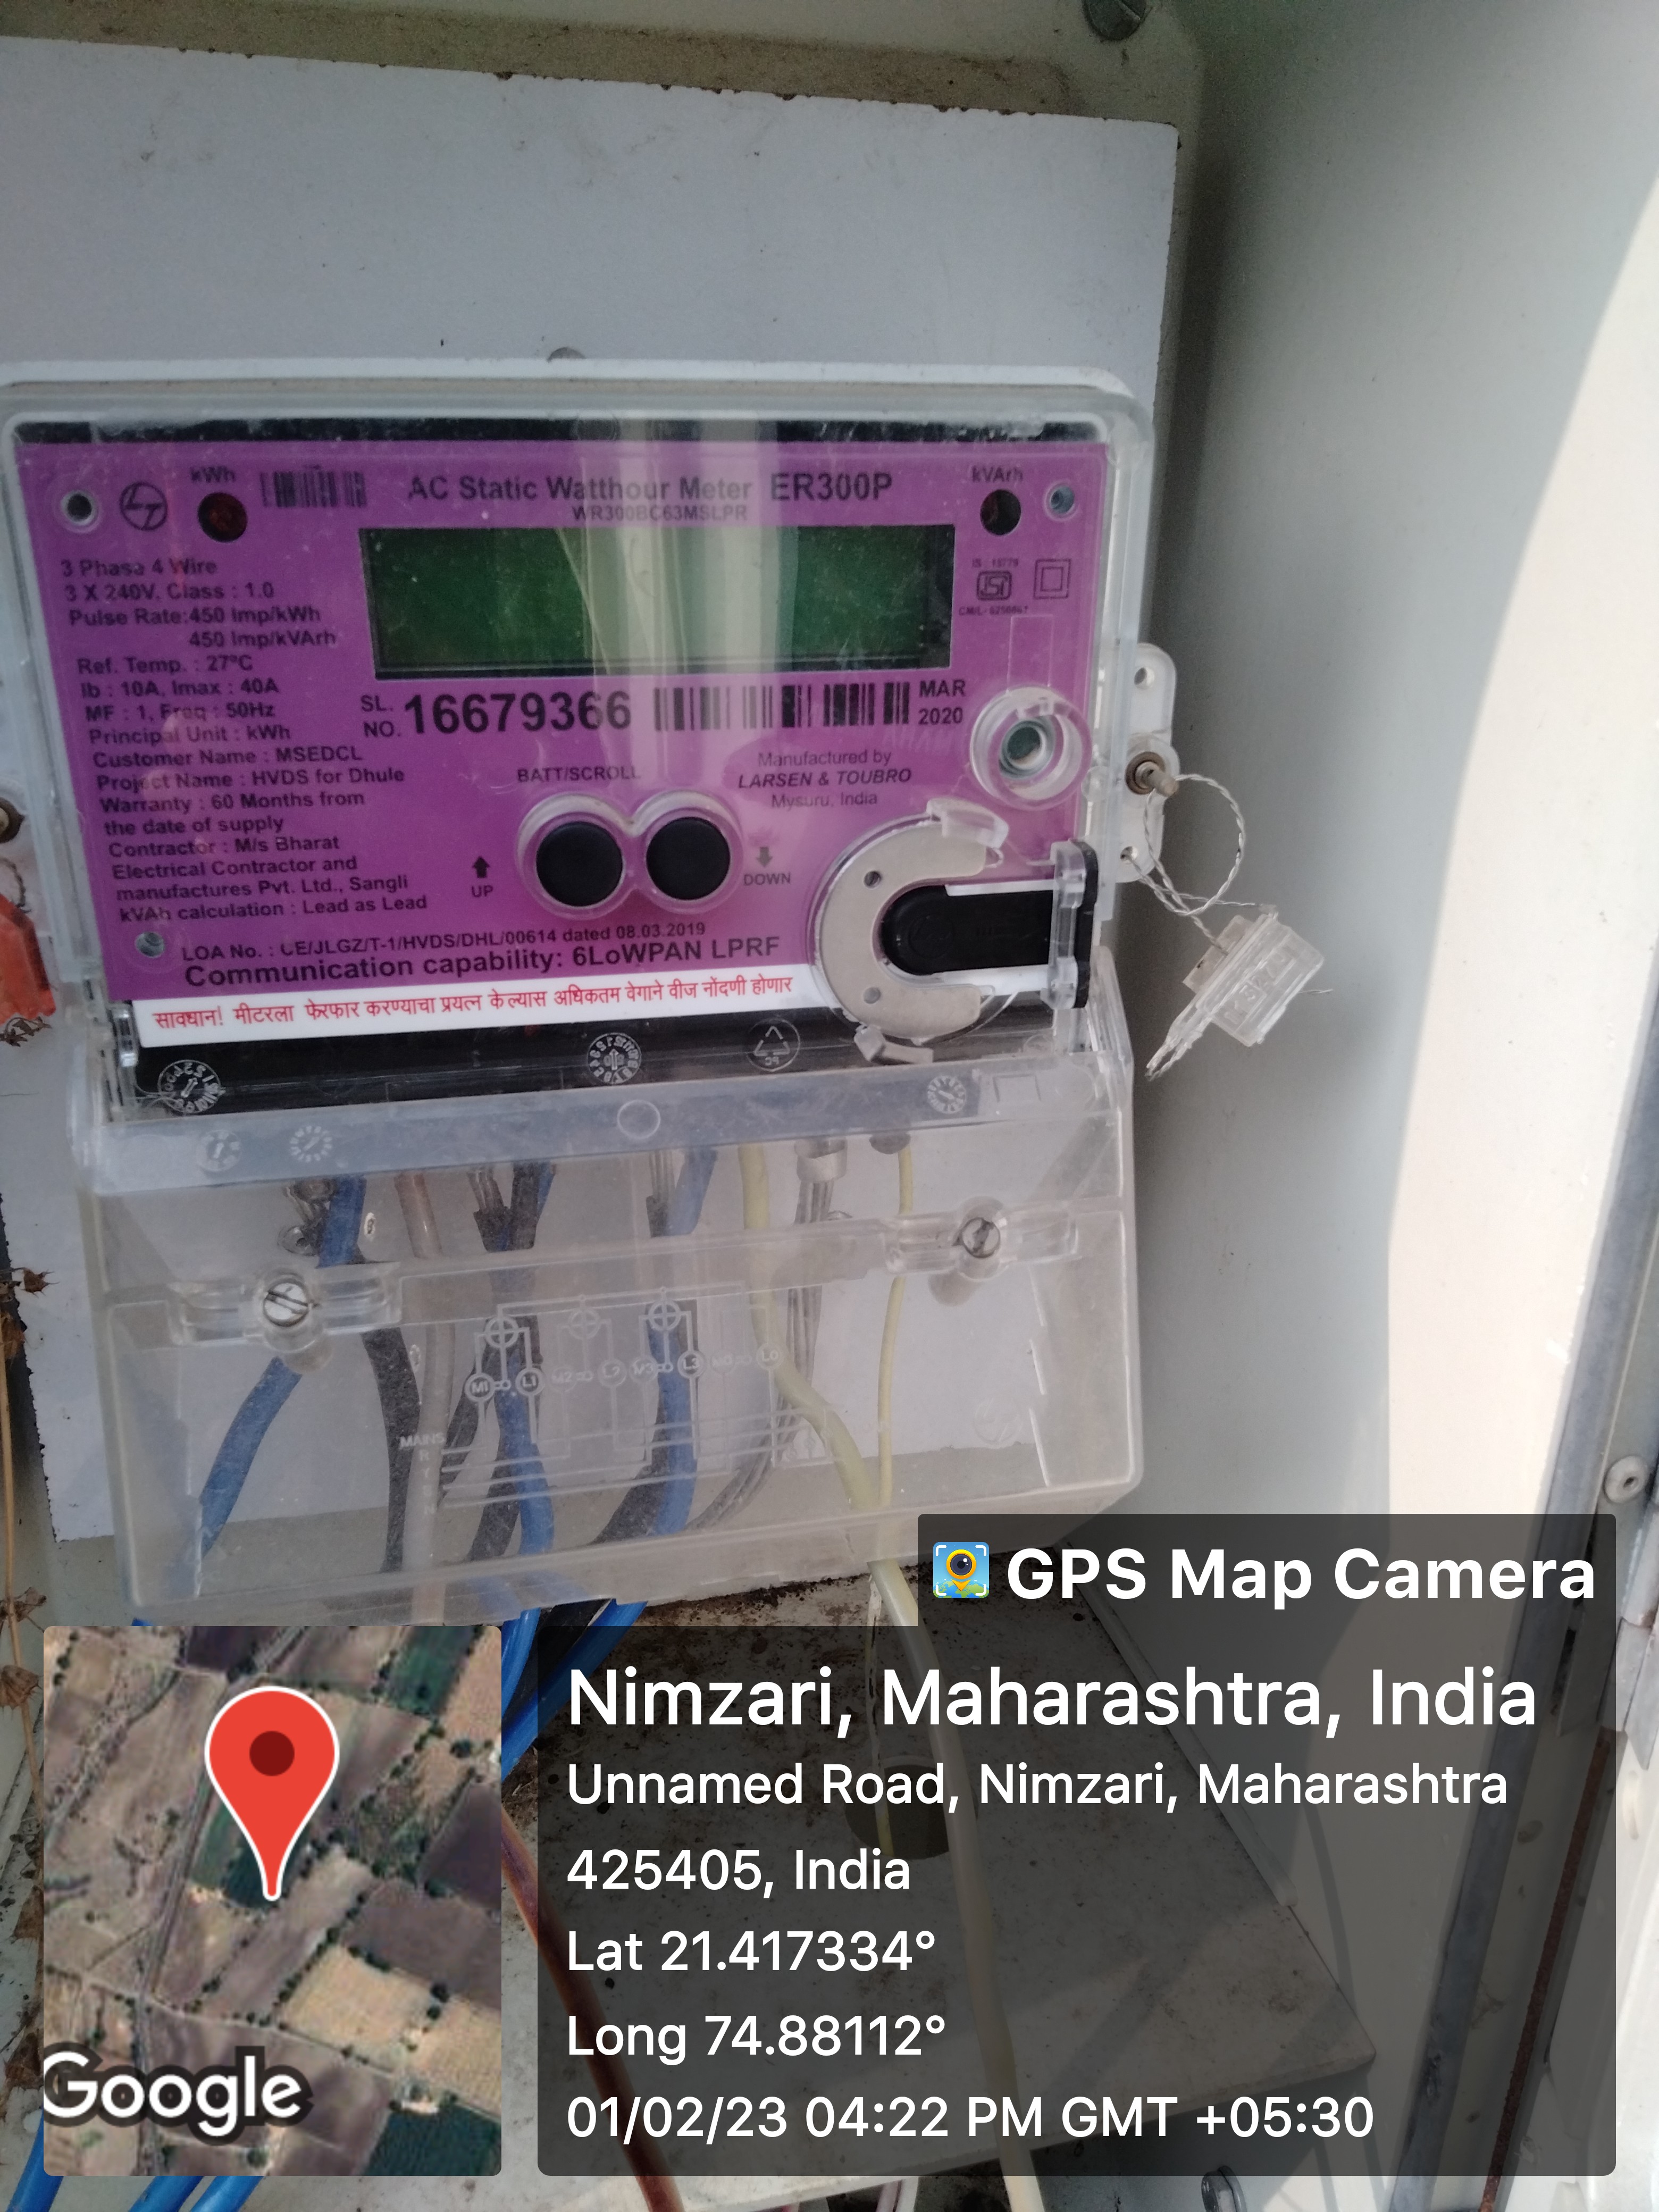 kWh
AC Static Watthour Meter ER300P
kVArh
WR300BC63MSLPR
3 Phase 4 Wire
3 X 240V, Class : 1.0
Pulse Rate:450 Imp/kWh
450 Imp/kVArh
Ref. Temp. : 27°C
Ib : 10A, Imax : 40A
MF : 1, Freq : 50Hz
Principal Unit : kWh
Customer Name : MSEDCL
Project Name : HVDS for Dhule
Warranty : 60 Months from
the date of supply
Contractor : M/s Bharat
Electrical Contractor and
manufactures Pvt. Ltd., Sangli
kVAh calculation : Lead as Lead
SL.
NO. 16679366
MAR
2020
BATT/SCROLL
Manufactured by
LARSEN & TOUBRO
Mysuru, India
UP
DOWN
LOA No. : CE/JLGZ/T-1/HVDS/DHL/00614 dated 08.03.2019
Communication capability: 6LoWPAN LPRF
सावधान! मीटरला फेरफार करण्याचा प्रयत्न केल्यास अधिकतम वेगाने वीज नोंदणी होणार
M1 L1 M2 L2 M3 L3
MAINS
GPS Map Camera
Nimzari, Maharashtra, India
Unnamed Road, Nimzari, Maharashtra
425405, India
Lat 21.417334°
Long 74.88112°
01/02/23 04:22 PM GMT +05:30
Google